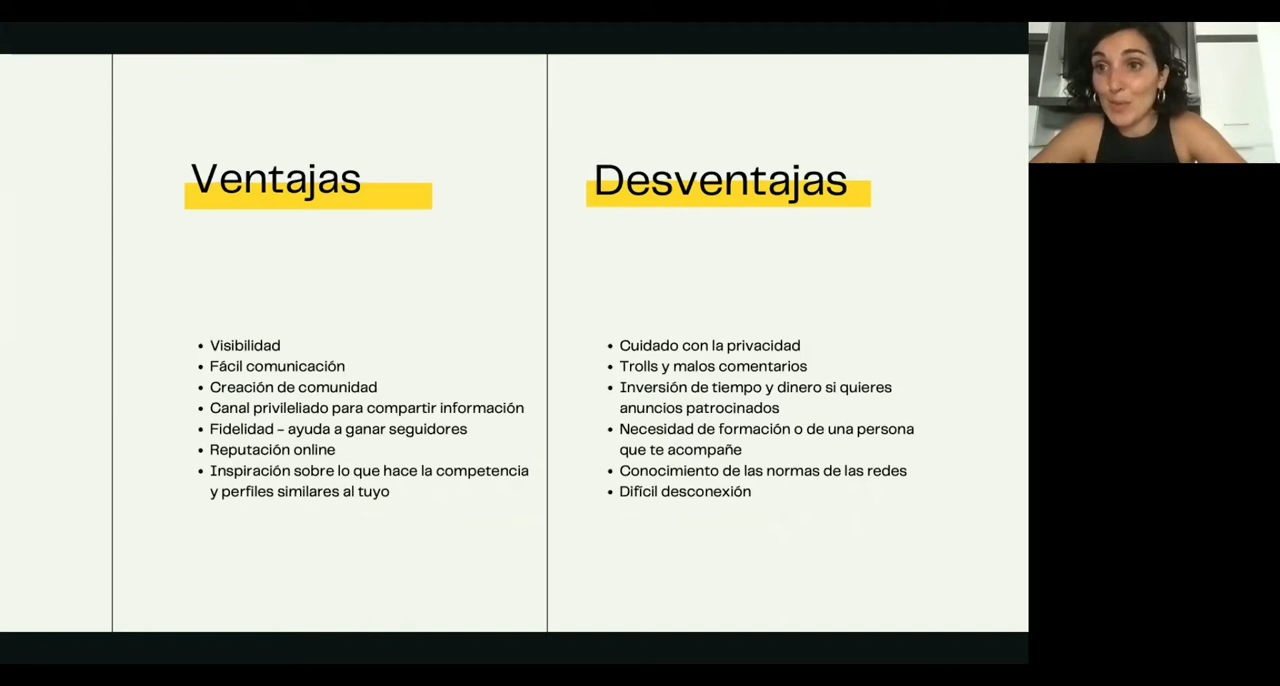 Ventajas
• Visibilidad
• Fácil comunicación
• Creación de comunidad
• Canal privileliado para compartir información
• Fidelidad - ayuda a ganar seguidores
• Reputación online
• Inspiración sobre lo que hace la competencia
y perfiles similares al tuyo
Desventajas
• Cuidado con la privacidad
• Trolls y malos comentarios
• Inversión de tiempo y dinero si quieres
anuncios patrocinados
• Necesidad de formación o de una persona
que te acompañe
• Conocimiento de las normas de las redes
• Difícil desconexión